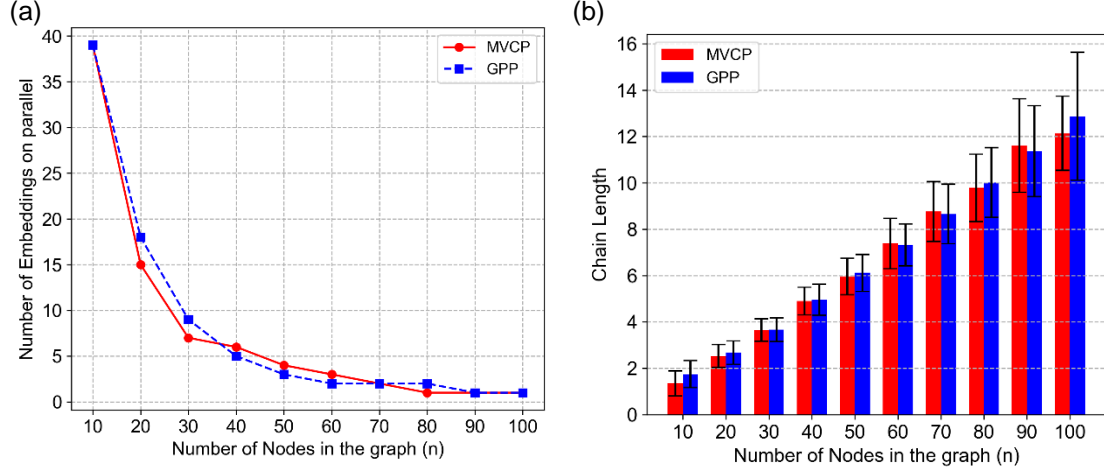 (a)
Number of Embeddings on parallel
40
35
30
25
20
15
10
5
0
MVCP
GPP
10 20 30 40 50 60 70 80 90 100
Number of Nodes in the graph (n)
(b)
Chain Length
16
14
12
10
8
6
4
2
0
MVCP
GPP
10 20 30 40 50 60 70 80 90 100
Number of Nodes in the graph (n)